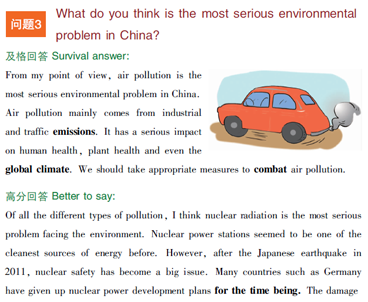 问题3 What do you think is the most serious environmental
problem in China?
及格回答 Survival answer:
From my point of view, air pollution is the
most serious environmental problem in China.
Air pollution mainly comes from industrial
and traffic emissions. It has a serious impact
on human health, plant health and even the
global climate. We should take appropriate measures to combat air pollution.
高分回答 Better to say:
Of all the different types of pollution, I think nuclear radiation is the most serious
problem facing the environment. Nuclear power stations seemed to be one of the
cleanest sources of energy before. However, after the Japanese earthquake in
2011, nuclear safety has become a big issue. Many countries such as Germany
have given up nuclear power development plans for the time being. The damage